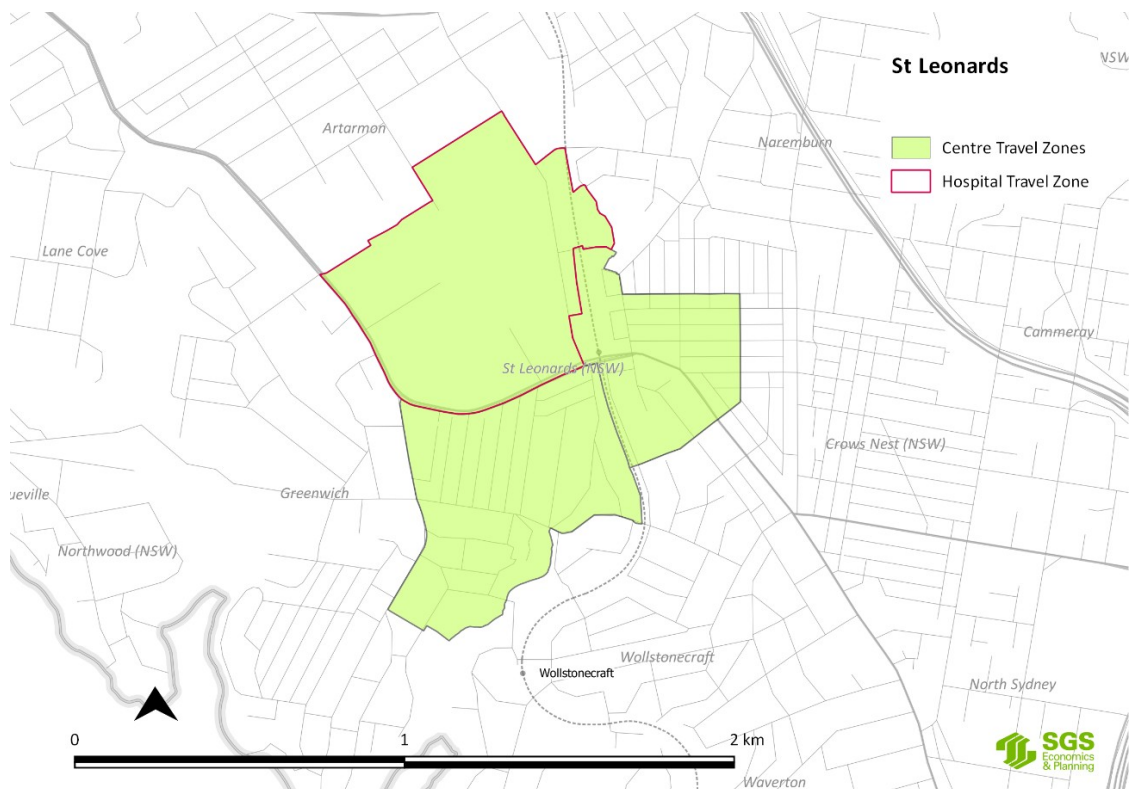 St Leonards
NSW
Artarmon
Naremburn
Centre Travel Zones
Hospital Travel Zone
Lane Cove
Cammeray
St Leonards (NSW)
Crows Nest (NSW)
Greenwich
ueville
Northwood (NSW)
Wollstonecraft
Wollstonecraft
North Sydney
0
1
2 km
SGS
Economics
& Planning
Waverton